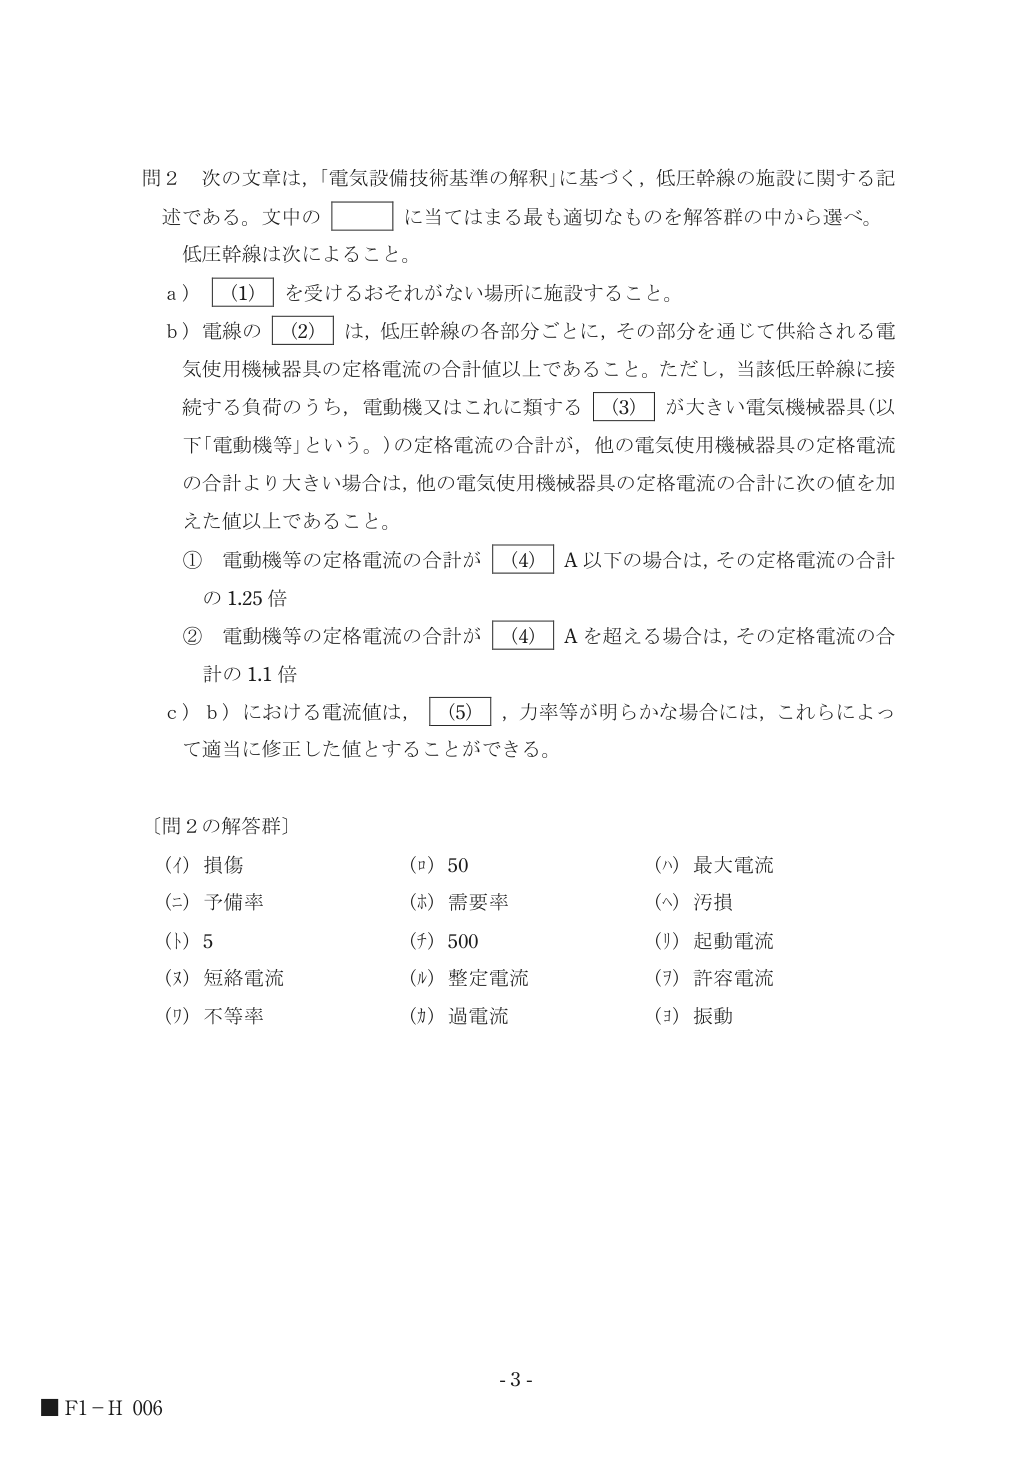 問２　次の文章は，「電気設備技術基準の解釈」に基づく，低圧幹線の施設に関する記
述である。文中の　　　に当てはまる最も適切なものを解答群の中から選べ。
低圧幹線は次によること。
ａ） （1） を受けるおそれがない場所に施設すること。
ｂ）電線の （2） は，低圧幹線の各部分ごとに，その部分を通じて供給される電
気使用機械器具の定格電流の合計値以上であること。ただし，当該低圧幹線に接
続する負荷のうち，電動機又はこれに類する （3） が大きい電気機械器具（以
下「電動機等」という。）の定格電流の合計が，他の電気使用機械器具の定格電流
の合計より大きい場合は，他の電気使用機械器具の定格電流の合計に次の値を加
えた値以上であること。
①　電動機等の定格電流の合計が （4） A 以下の場合は，その定格電流の合計
の 1.25 倍
②　電動機等の定格電流の合計が （4） A を超える場合は，その定格電流の合
計の 1.1 倍
ｃ）ｂ）における電流値は， （5） ，力率等が明らかな場合には，これらによっ
て適当に修正した値とすることができる。
〔問２の解答群〕
（ｲ） 損傷　（ﾛ） 50　（ﾊ） 最大電流
（ﾆ） 予備率　（ﾎ） 需要率　（ﾍ） 汚損
（ﾄ） 5　（ﾁ） 500　（ﾘ） 起動電流
（ﾇ） 短絡電流　（ﾙ） 整定電流　（ｦ） 許容電流
（ﾜ） 不等率　（ｶ） 過電流　（ﾖ） 振動
- 3 -
■ F1－H 006